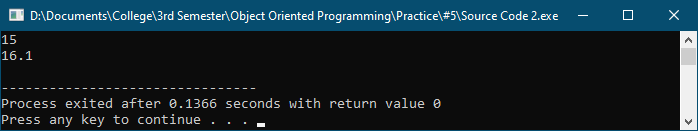 D:\Documents\College\3rd Semester\Object Oriented Programming\Practice\#5\Source Code 2.exe
15
16.1
--------------------------------
Process exited after 0.1366 seconds with return value 0
Press any key to continue . . .